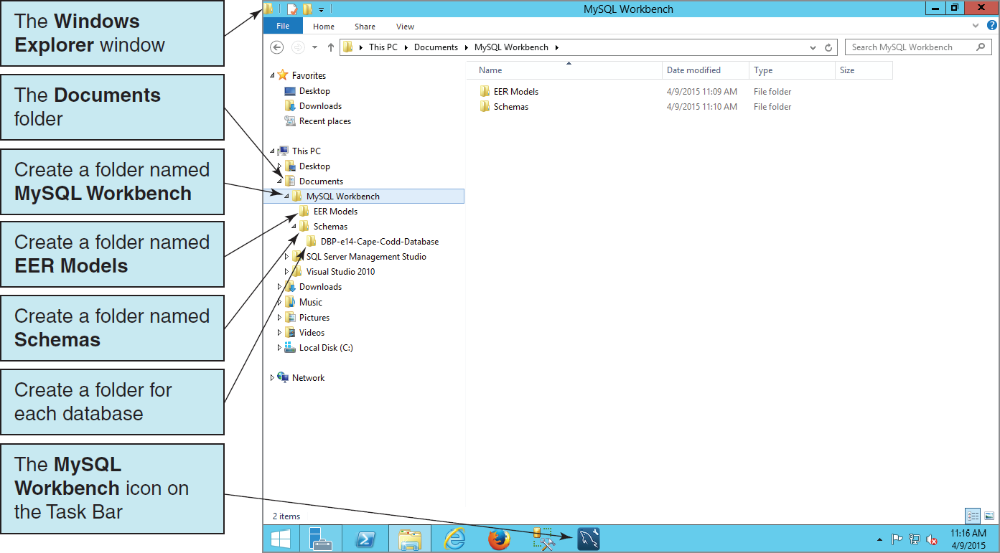 The Windows
Explorer window
The Documents
folder
Create a folder named
MySQL Workbench
Create a folder named
EER Models
Create a folder named
Schemas
Create a folder for
each database
The MySQL
Workbench icon on
the Task Bar
MySQL Workbench
File Home Share View
This PC Documents MySQL Workbench
Search MySQL Workbench
Favorites
Desktop
Downloads
Recent places
This PC
Desktop
Documents
MySQL Workbench
EER Models
Schemas
DBP-e14-Cape-Codd-Database
SQL Server Management Studio
Visual Studio 2010
Downloads
Music
Pictures
Videos
Local Disk (C:)
Network
Name Date modified Type Size
EER Models 4/9/2015 11:09 AM File folder
Schemas 4/9/2015 11:10 AM File folder
2 items
11:16 AM
4/9/2015